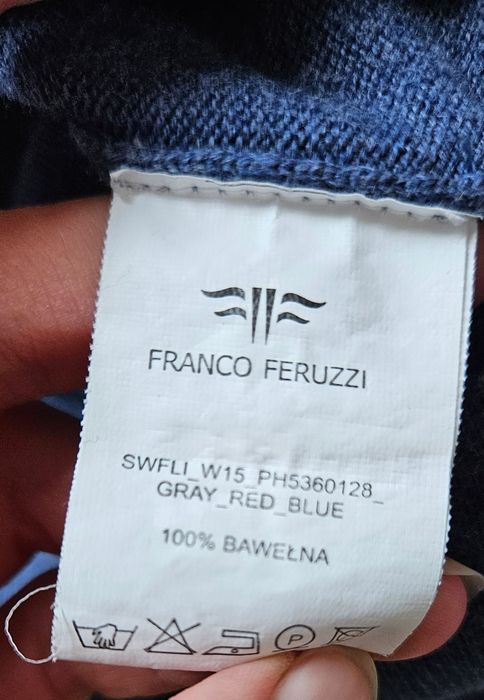 FRANCO FERUZZI
SWFLI_W15_PH5360128_
GRAY_RED_BLUE
100% BAWEŁNA
P